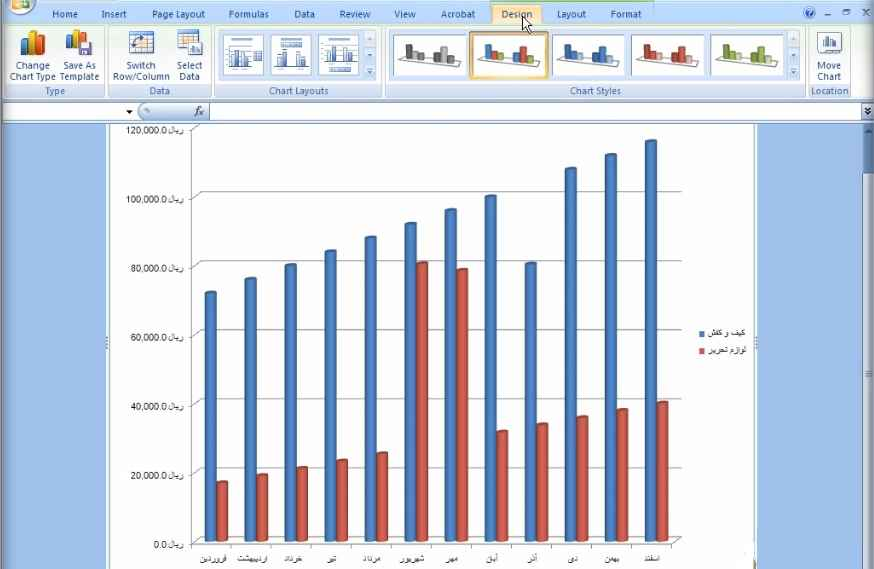 Home Insert Page Layout Formulas Data Review View Acrobat Design Layout Format
Change Chart Type
Save As Template
Switch Row/Column
Select Data
Move Chart
Type Data Chart Layouts Chart Styles Location
fx
120,000.0 ریال
100,000.0 ریال
80,000.0 ریال
60,000.0 ریال
40,000.0 ریال
20,000.0 ریال
0.0 ریال
کیف و کفش
لوازم تحریر
فروردین اردیبهشت خرداد تیر مرداد شهریور مهر آبان آذر دی بهمن اسفند